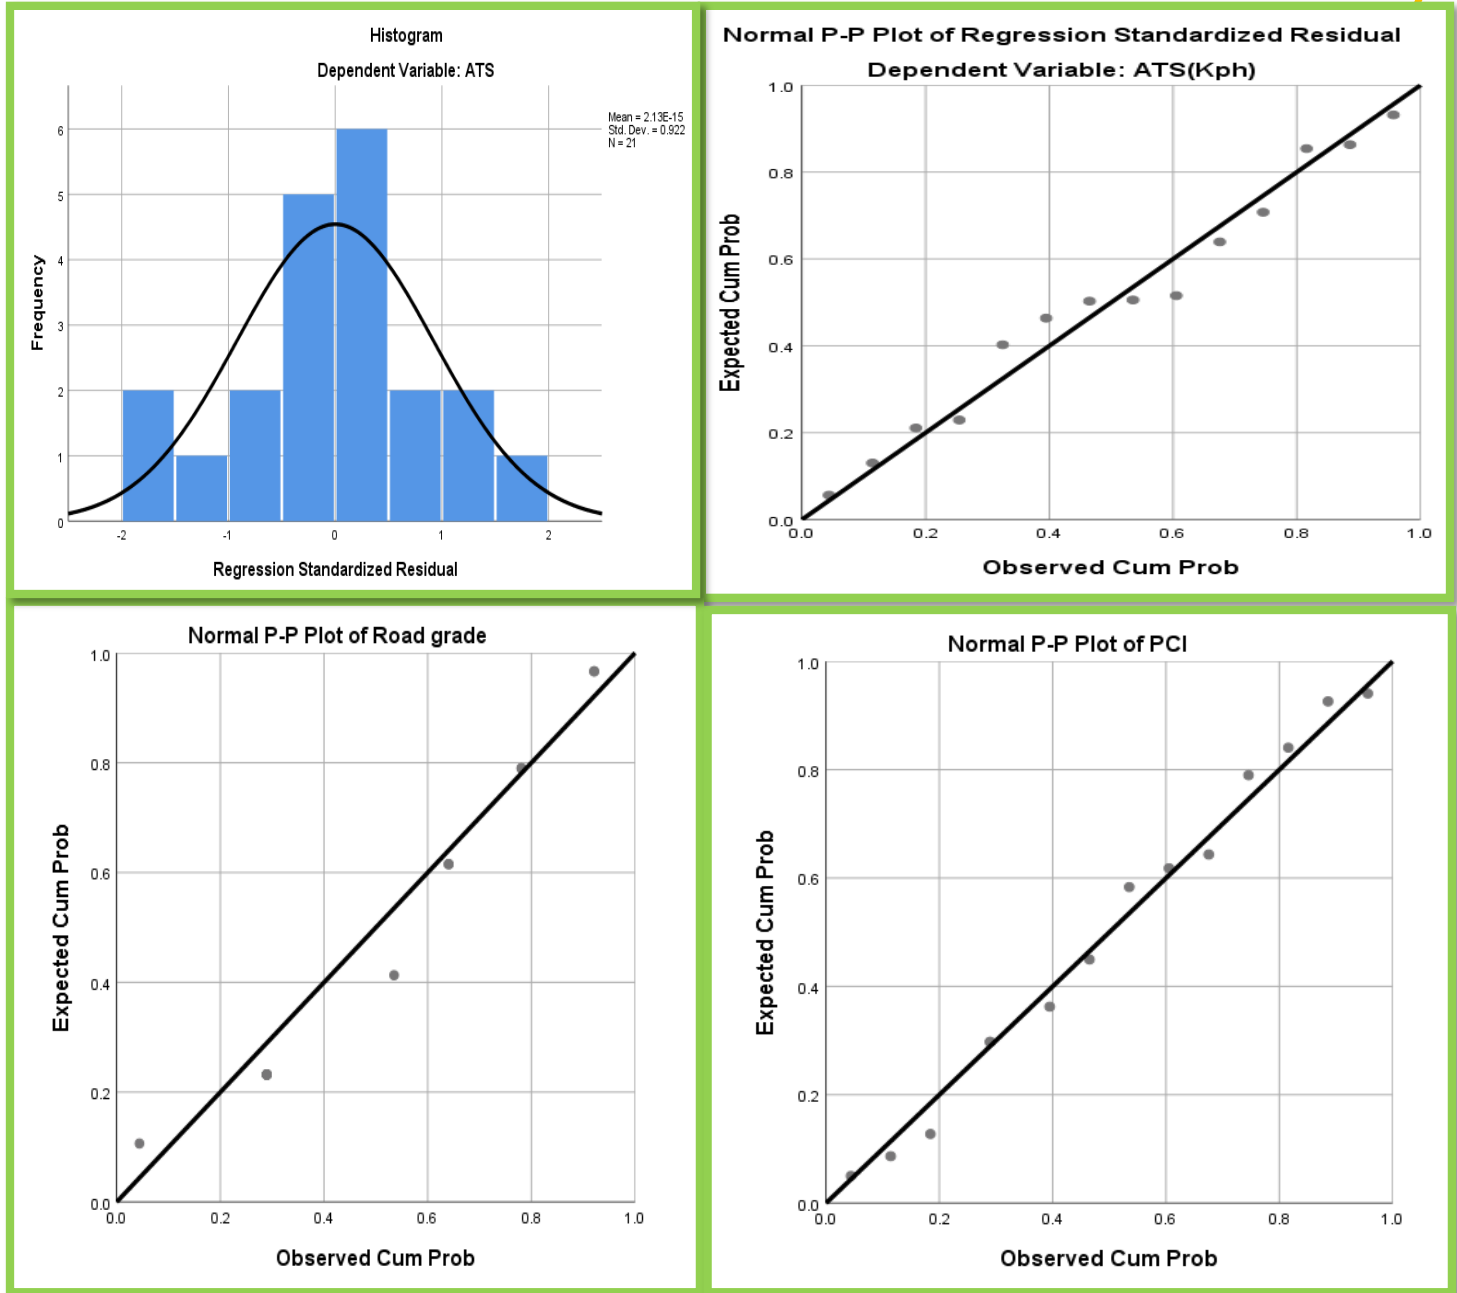 Histogram
Dependent Variable: ATS
Mean = 2.13E-15
Std. Dev. = 0.922
N = 21
6
5
4
3
2
1
0
Frequency
-2 -1 0 1 2
Regression Standardized Residual
Normal P-P Plot of Regression Standardized Residual
Dependent Variable: ATS(Kph)
1.0
0.8
0.6
0.4
0.2
0.0
Expected Cum Prob
0.0 0.2 0.4 0.6 0.8 1.0
Observed Cum Prob
Normal P-P Plot of Road grade
1.0
0.8
0.6
0.4
0.2
0.0
Expected Cum Prob
0.0 0.2 0.4 0.6 0.8 1.0
Observed Cum Prob
Normal P-P Plot of PCI
1.0
0.8
0.6
0.4
0.2
0.0
Expected Cum Prob
0.0 0.2 0.4 0.6 0.8 1.0
Observed Cum Prob